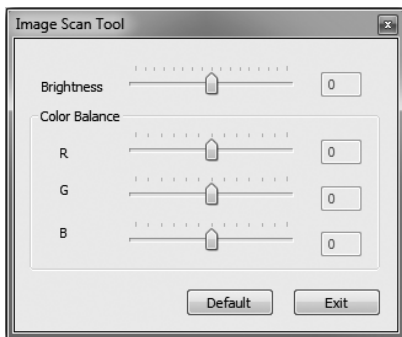 Image Scan Tool
x
Brightness 0
Color Balance
R 0
G 0
B 0
Default Exit